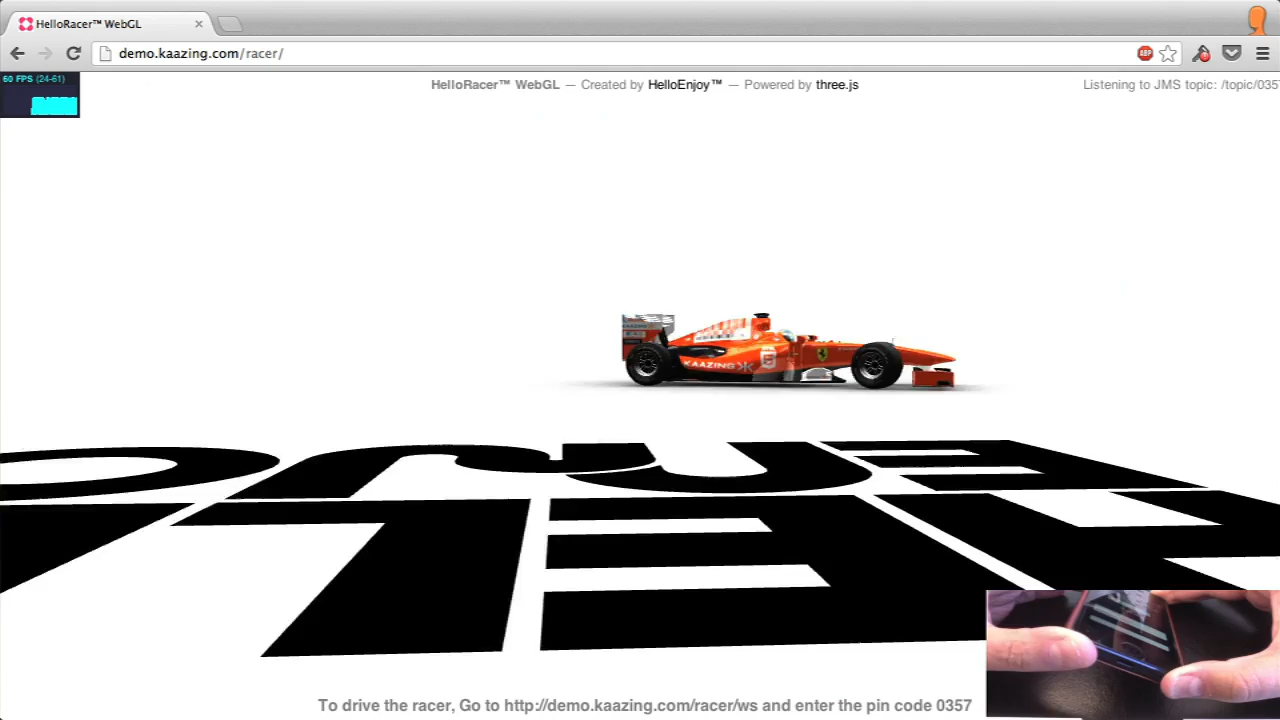 HelloRacer™ WebGL
demo.kaazing.com/racer/
ABP
60 FPS (24-61)
HelloRacer™ WebGL — Created by HelloEnjoy™ — Powered by three.js
Listening to JMS topic: /topic/035
KAAZING
To drive the racer, Go to http://demo.kaazing.com/racer/ws and enter the pin code 0357